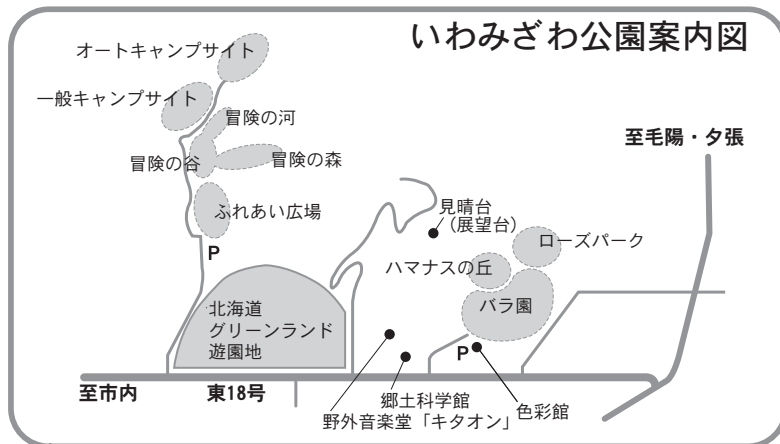 いわみざわ公園案内図
オートキャンプサイト
一般キャンプサイト
冒険の河
冒険の谷
冒険の森
至毛陽・夕張
見晴台
(展望台)
ふれあい広場
ローズパーク
P
ハマナスの丘
バラ園
北海道
グリーンランド
遊園地
P
至市内
東18号
郷土科学館
色彩館
野外音楽堂「キタオン」